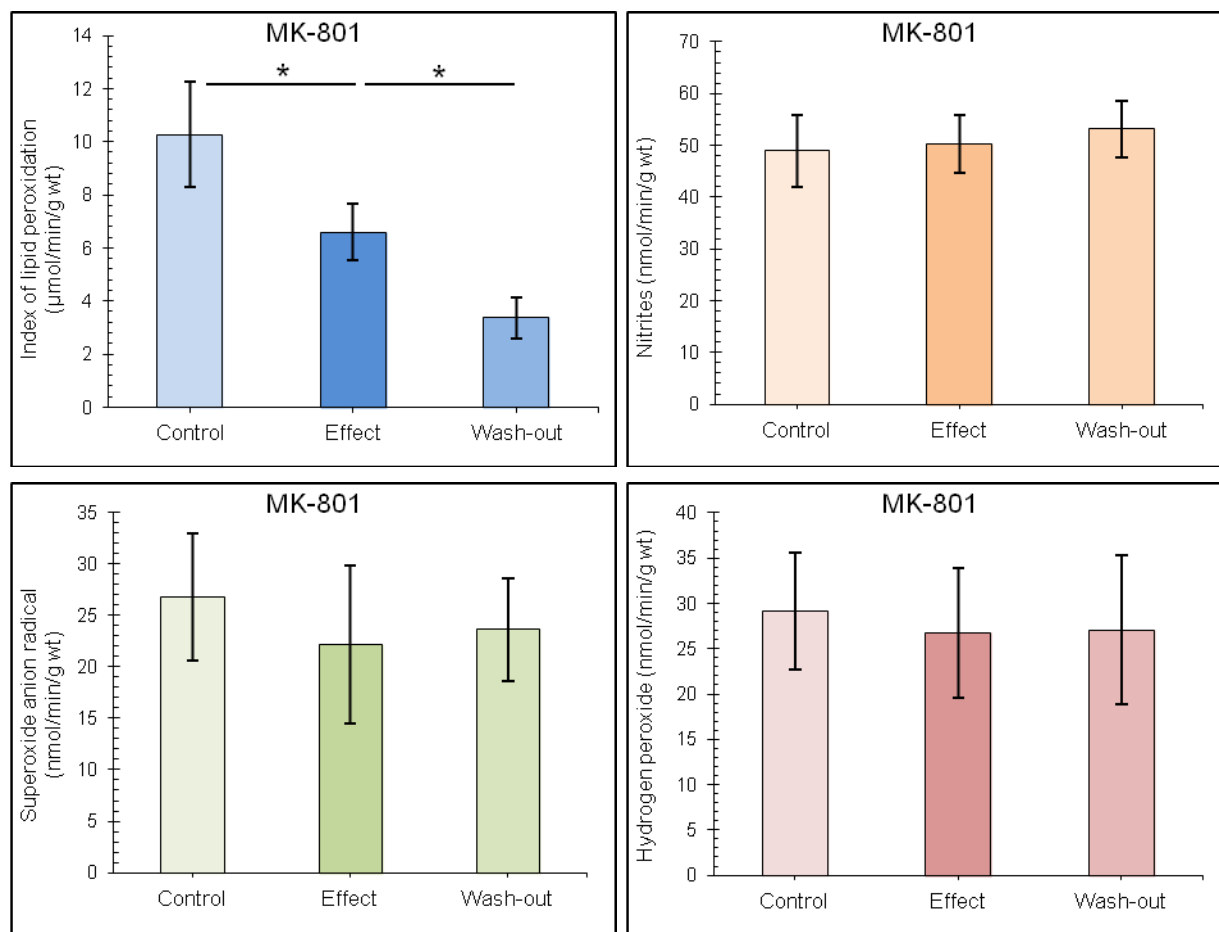 MK-801
* *
Index of lipid peroxidation
(µmol/min/g wt)
14
12
10
8
6
4
2
0
Control Effect Wash-out
MK-801
Nitrites (nmol/min/g wt)
70
60
50
40
30
20
10
0
Control Effect Wash-out
MK-801
Superoxide anion radical
(nmol/min/g wt)
35
30
25
20
15
10
5
0
Control Effect Wash-out
MK-801
Hydrogen peroxide (nmol/min/g wt)
40
35
30
25
20
15
10
5
0
Control Effect Wash-out